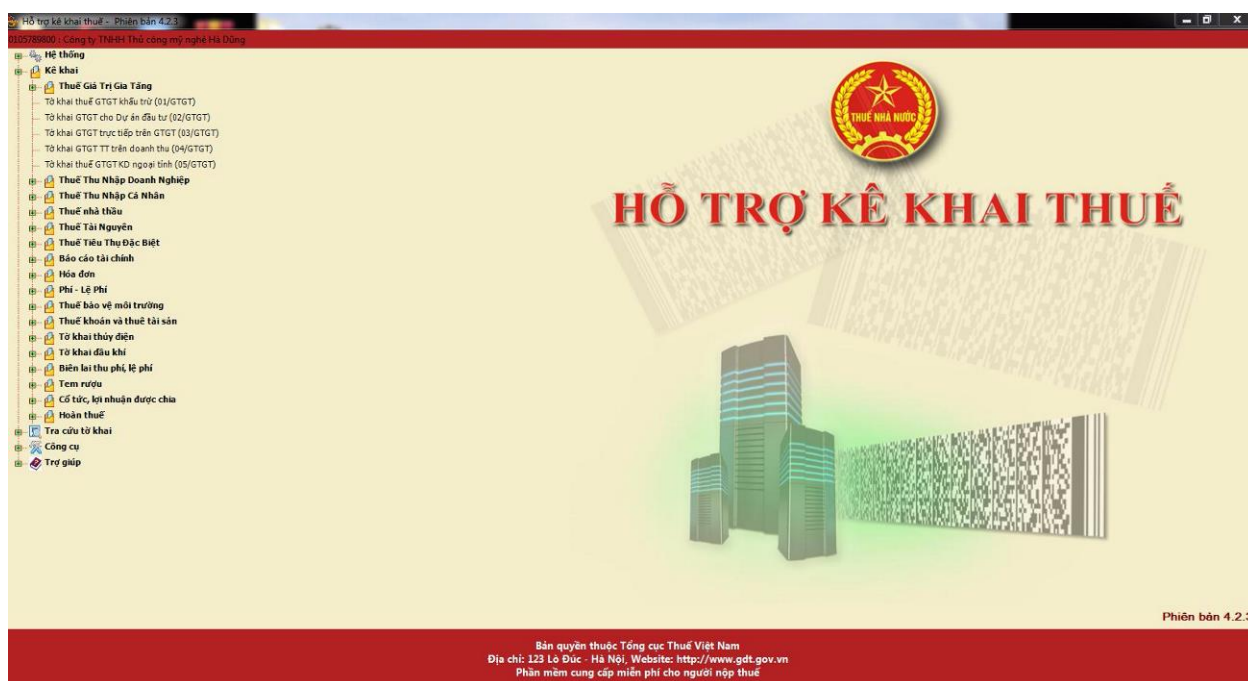 Hỗ trợ kê khai thuế - Phiên bản 4.2.3
0105789800 : Công ty TNHH Thủ công mỹ nghệ Hà Dũng
Hệ thống
Kê khai
Thuế Giá Trị Gia Tăng
Tờ khai thuế GTGT khấu trừ (01/GTGT)
Tờ khai GTGT cho Dự án đầu tư (02/GTGT)
Tờ khai GTGT trực tiếp trên GTGT (03/GTGT)
Tờ khai GTGT TT trên doanh thu (04/GTGT)
Tờ khai thuế GTGT KD ngoại tỉnh (05/GTGT)
Thuế Thu Nhập Doanh Nghiệp
Thuế Thu Nhập Cá Nhân
Thuế nhà thầu
Thuế Tài Nguyên
Thuế Tiêu Thụ Đặc Biệt
Báo cáo tài chính
Hóa đơn
Phí - Lệ Phí
Thuế bảo vệ môi trường
Thuế khoán và thuê tài sản
Tờ khai thủy điện
Tờ khai dầu khí
Biên lai thu phí, lệ phí
Tem rượu
Cổ tức, lợi nhuận được chia
Hoàn thuế
Tra cứu tờ khai
Công cụ
Trợ giúp
THUẾ NHÀ NƯỚC
HỖ TRỢ KÊ KHAI THUẾ
Phiên bản 4.2.3
Bản quyền thuộc Tổng cục Thuế Việt Nam
Địa chỉ: 123 Lò Đúc - Hà Nội, Website: http://www.gdt.gov.vn
Phần mềm cung cấp miễn phí cho người nộp thuế